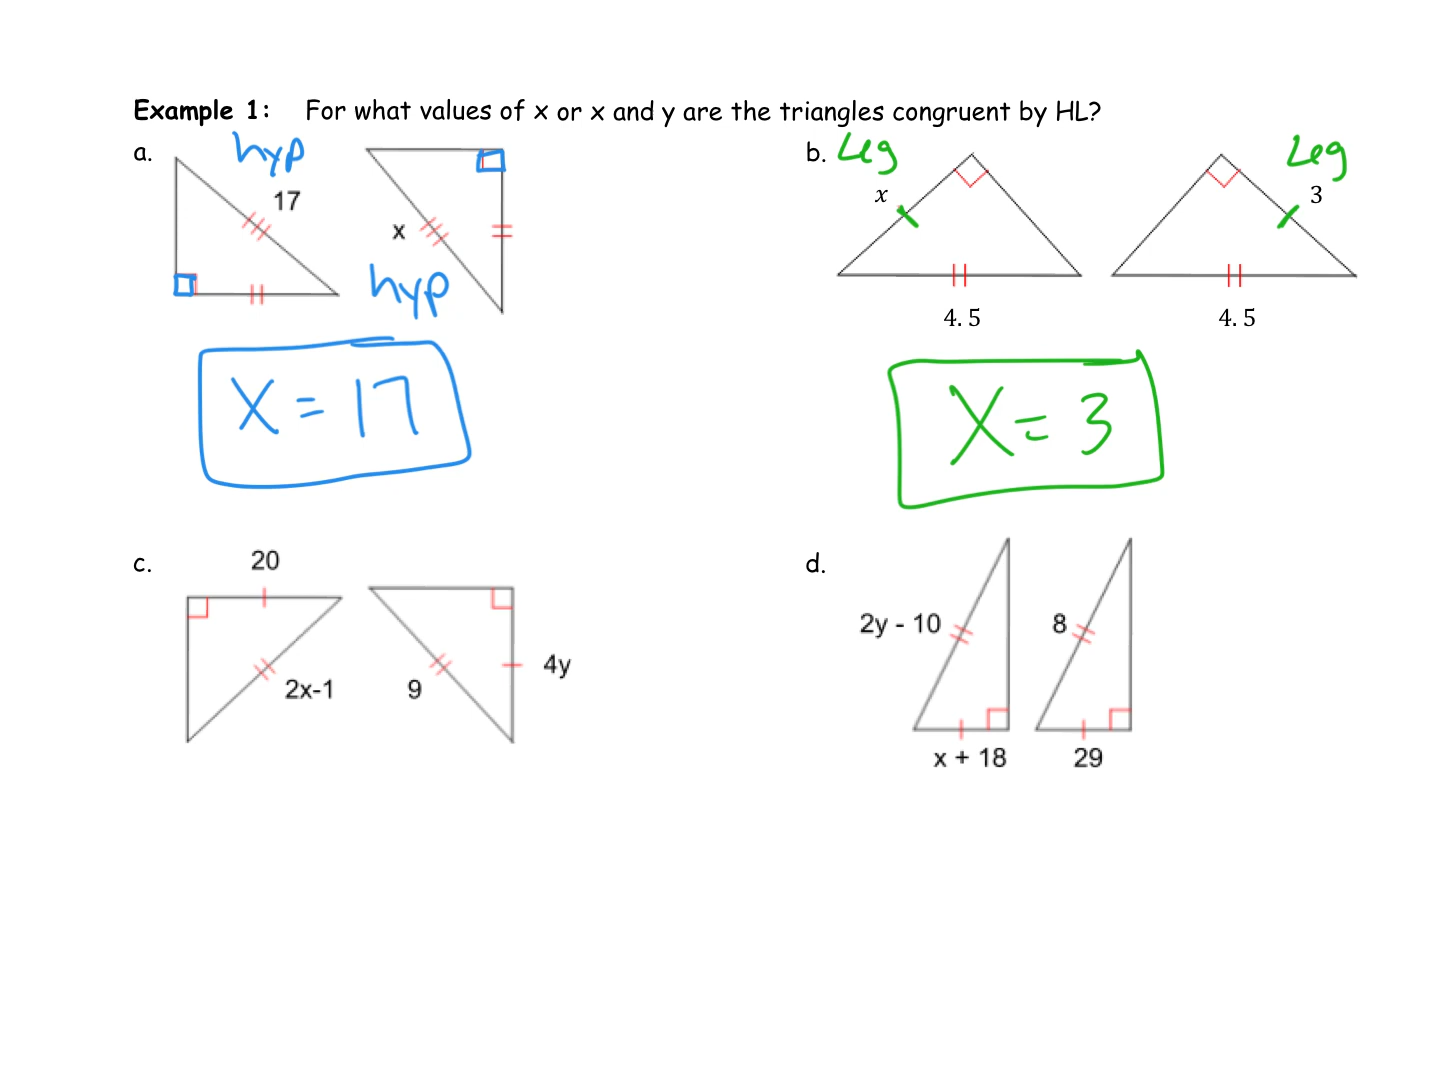 Example 1: For what values of x or x and y are the triangles congruent by HL?
a. hyp
17
x
hyp
X = 17
b. Leg
x
4.5
Leg
3
4.5
X = 3
c. 20
2x-1
9
4y
d.
2y - 10
x + 18
8
29